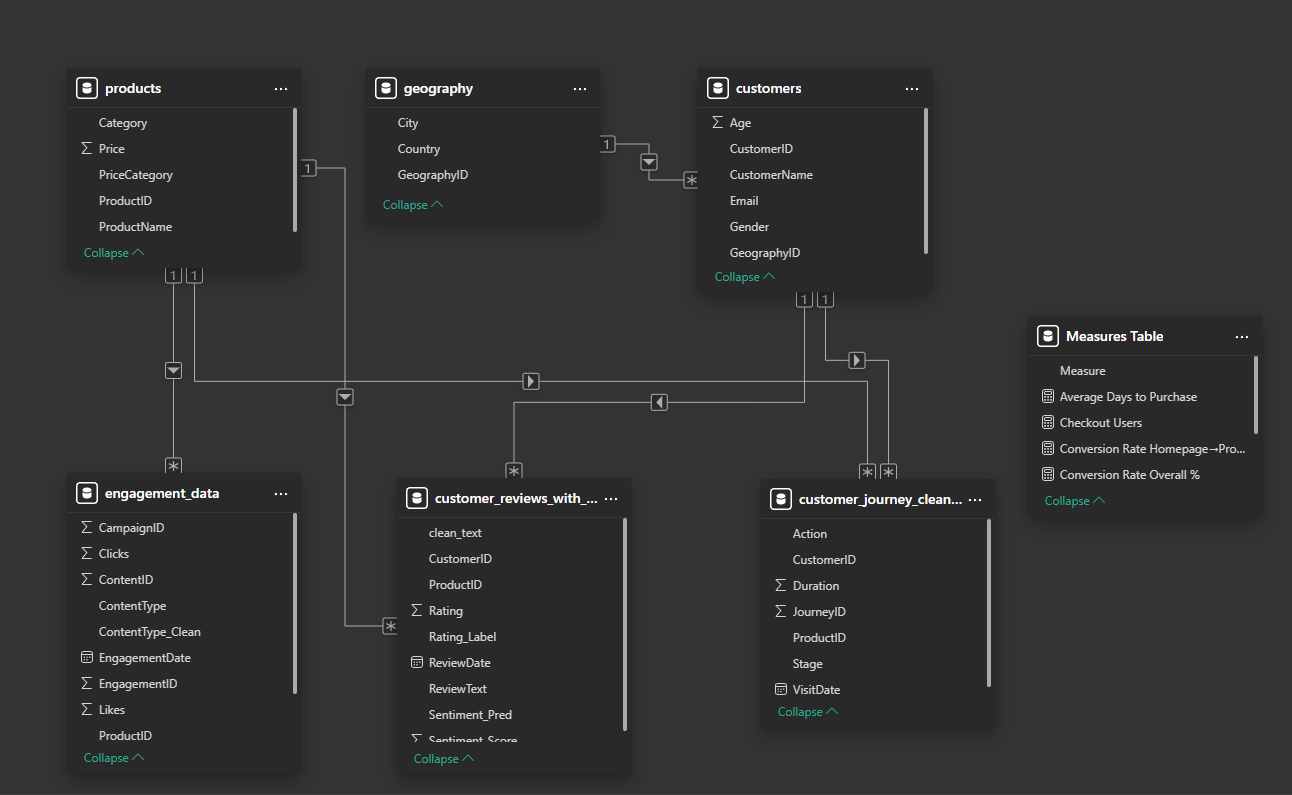 products
Category
Price
PriceCategory
ProductID
ProductName
Collapse
geography
City
Country
GeographyID
Collapse
customers
Age
CustomerID
CustomerName
Email
Gender
GeographyID
Collapse
1
1
*
1
1
1
1
Measures Table
Measure
Average Days to Purchase
Checkout Users
Conversion Rate Homepage→Pro...
Conversion Rate Overall %
Collapse
*
*
*
*
*
engagement_data
CampaignID
Clicks
ContentID
ContentType
ContentType_Clean
EngagementDate
EngagementID
Likes
ProductID
Collapse
customer_reviews_with_...
clean_text
CustomerID
ProductID
Rating
Rating_Label
ReviewDate
ReviewText
Sentiment_Pred
Sentiment_Score
Collapse
customer_journey_clean...
Action
CustomerID
Duration
JourneyID
ProductID
Stage
VisitDate
Collapse